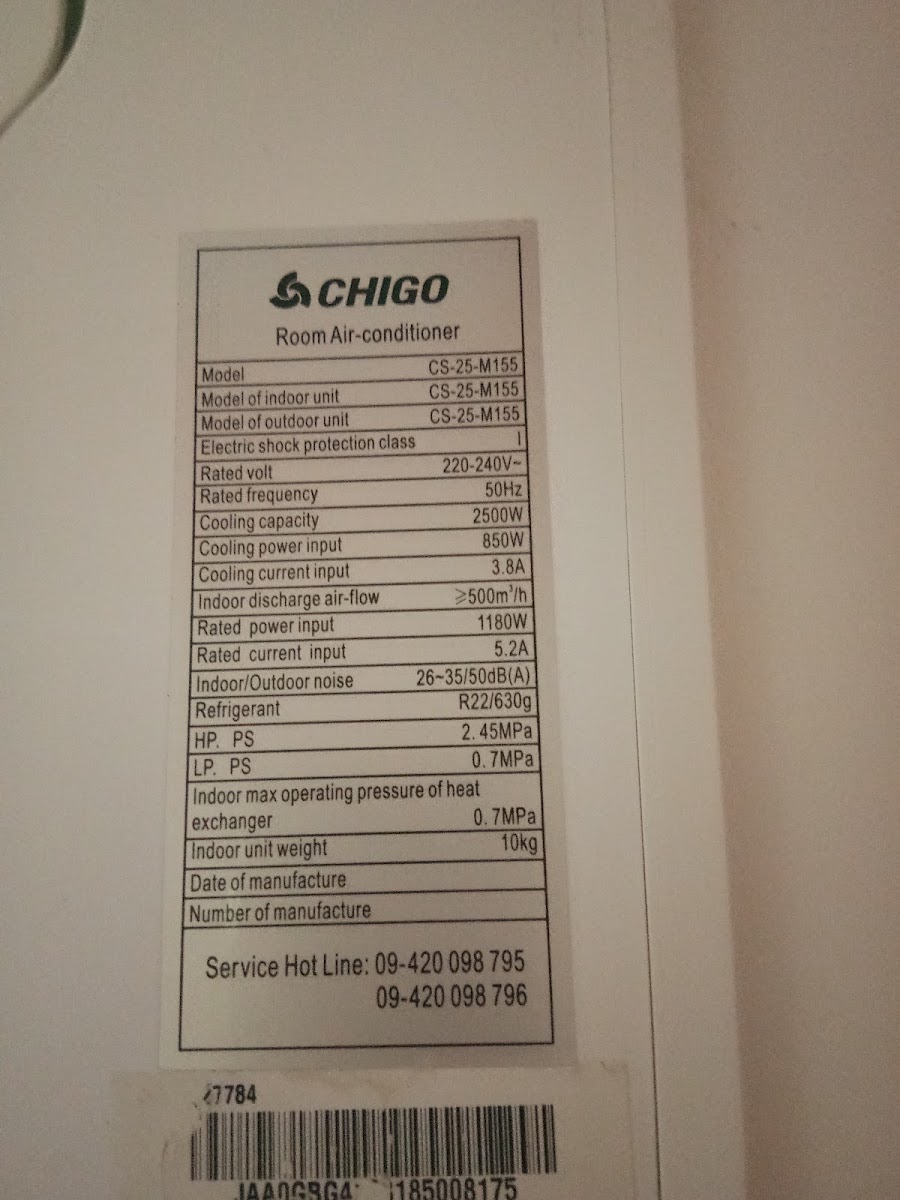 CHIGO
Room Air-conditioner
Model CS-25-M155
Model of indoor unit CS-25-M155
Model of outdoor unit CS-25-M155
Electric shock protection class I
Rated volt 220-240V~
Rated frequency 50Hz
Cooling capacity 2500W
Cooling power input 850W
Cooling current input 3.8A
Indoor discharge air-flow ≥500m³/h
Rated power input 1180W
Rated current input 5.2A
Indoor/Outdoor noise 26~35/50dB(A)
Refrigerant R22/630g
HP. PS 2.45MPa
LP. PS 0.7MPa
Indoor max operating pressure of heat
exchanger 0.7MPa
Indoor unit weight 10kg
Date of manufacture
Number of manufacture
Service Hot Line: 09-420 098 795
09-420 098 796
7784
185008175